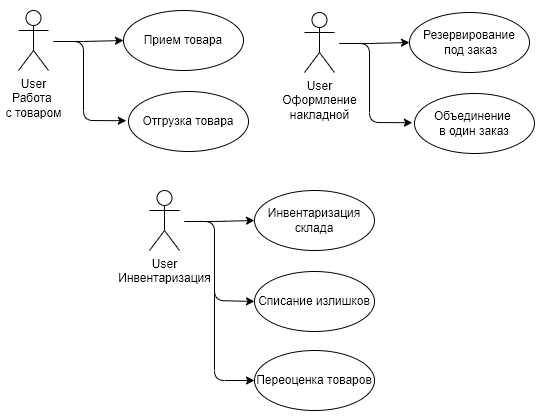 User
Работа
с товаром
Прием товара
Отгрузка товара
User
Оформление
накладной
Резервирование
под заказ
Объединение
в один заказ
User
Инвентаризация
Инвентаризация
склада
Списание излишков
Переоценка товаров